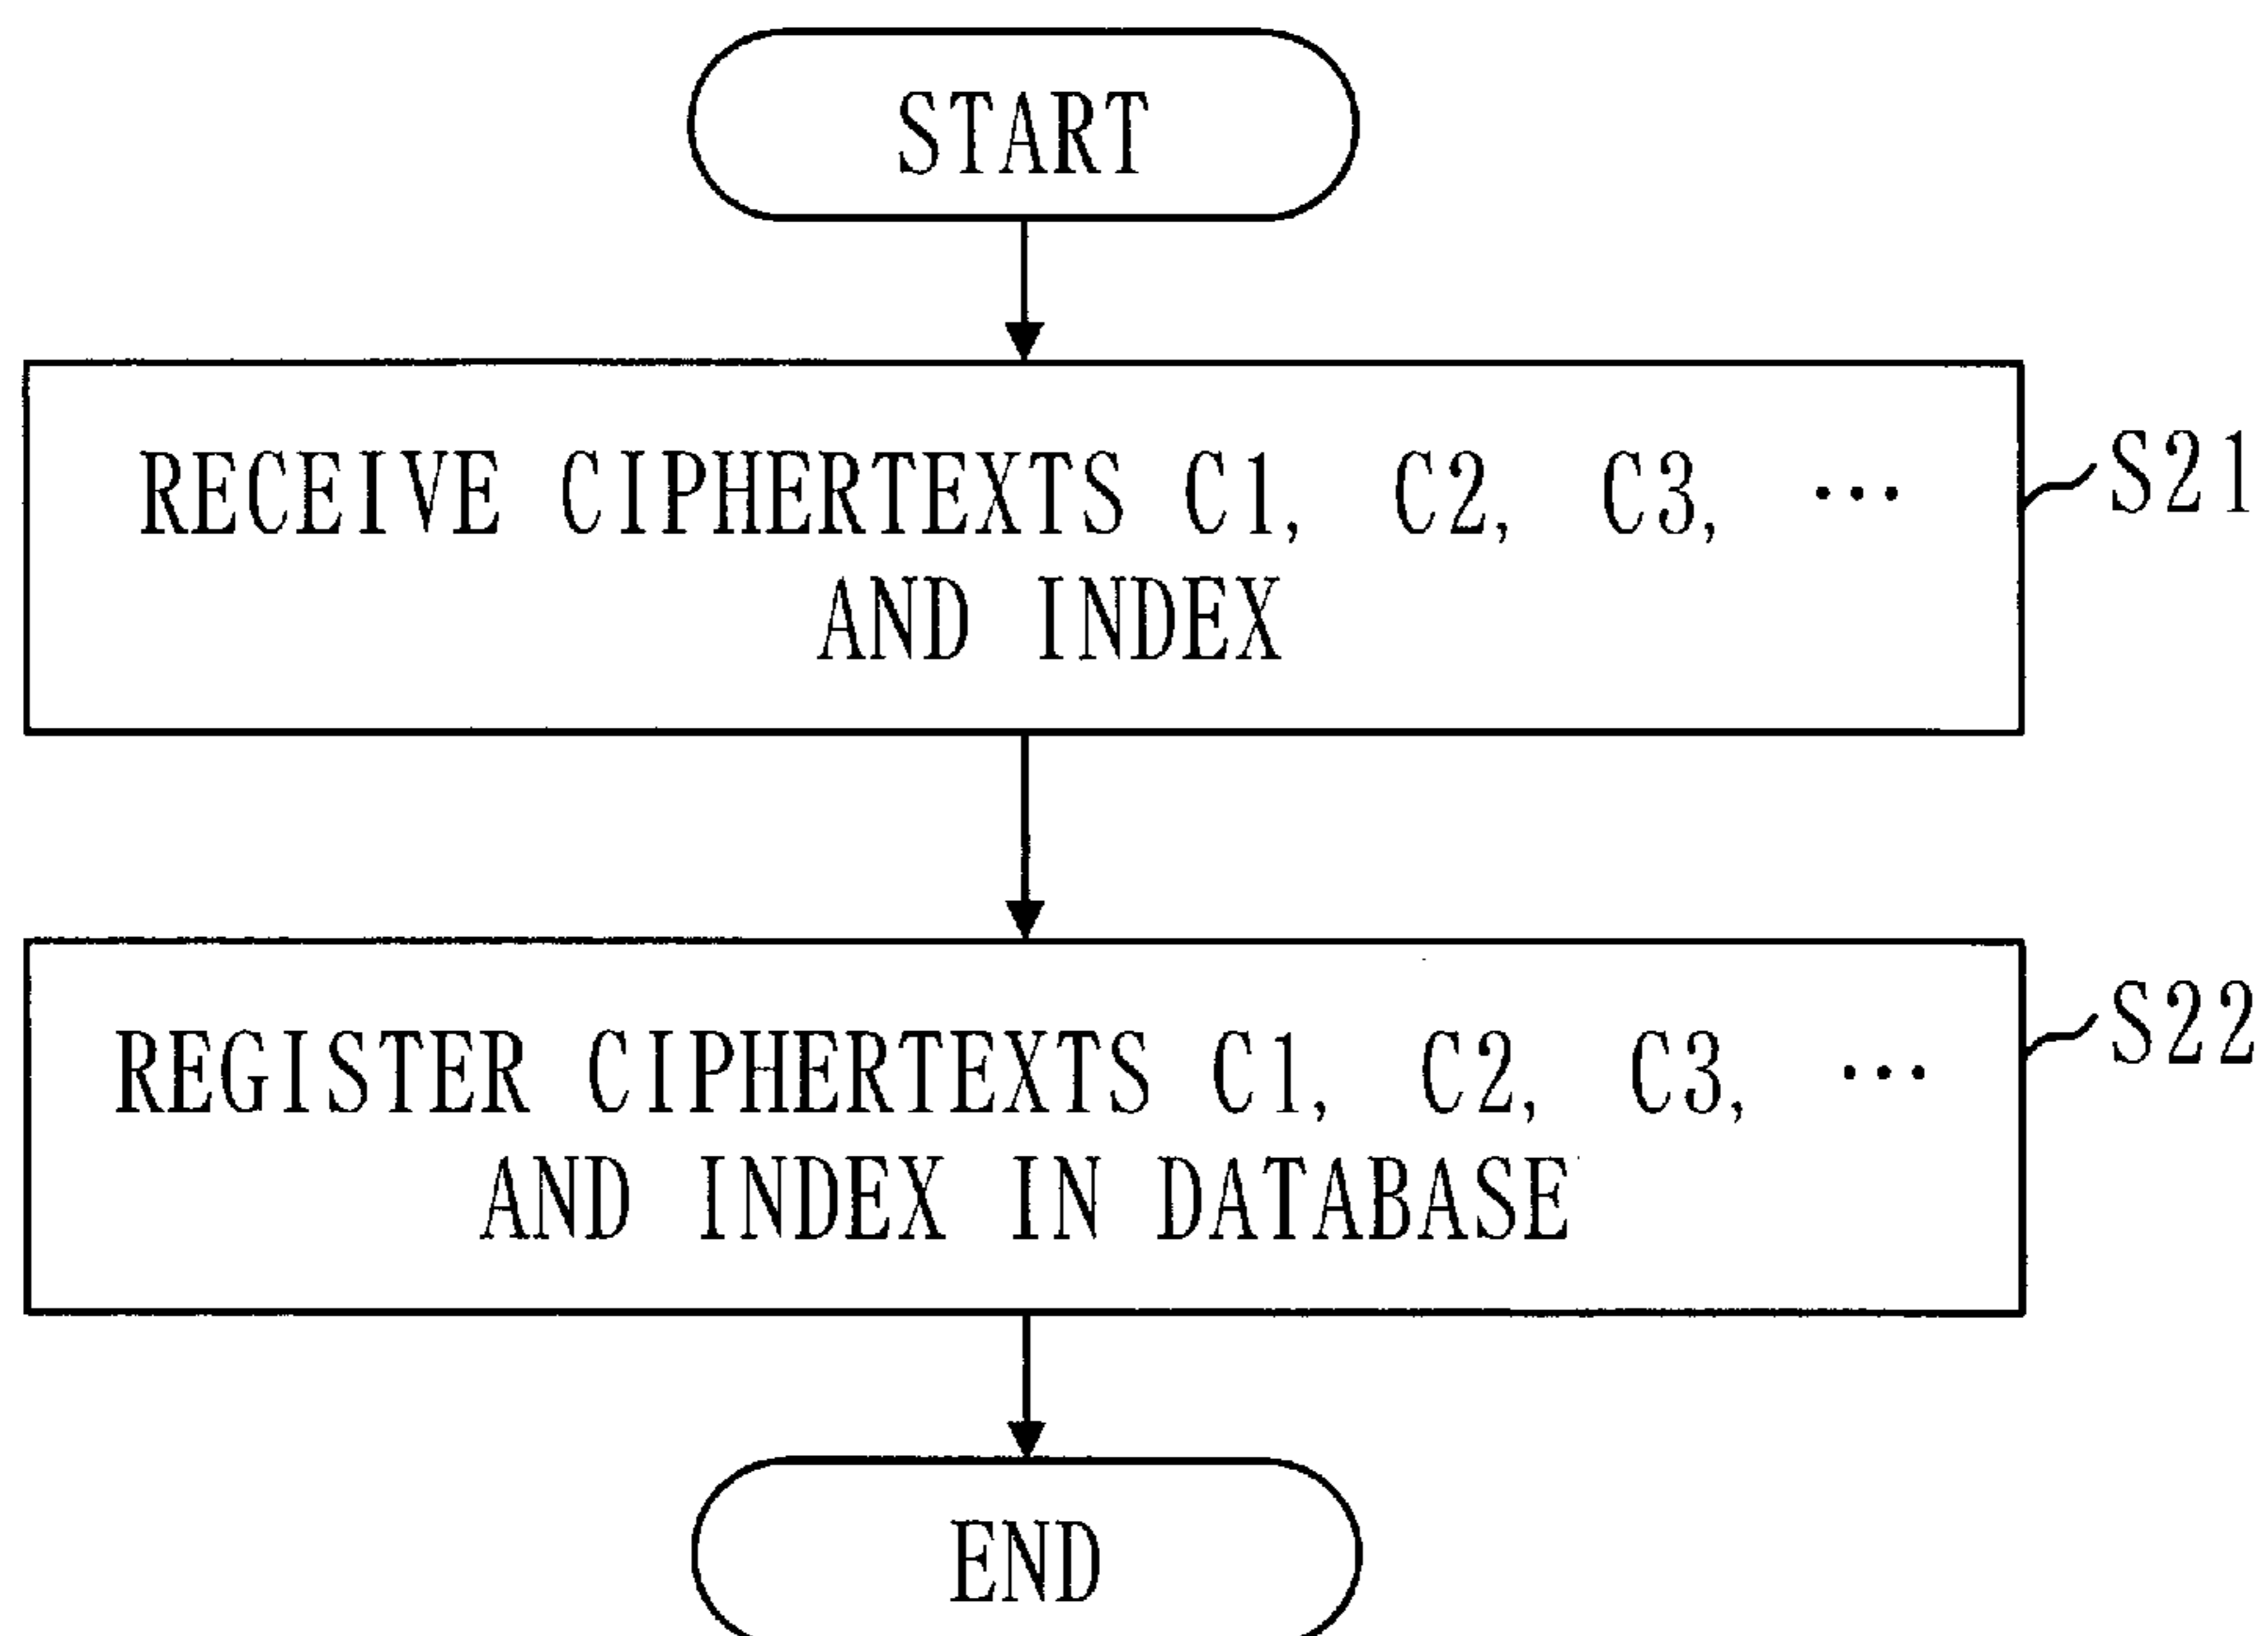 START
RECEIVE CIPHERTEXTS C1, C2, C3, ···
AND INDEX
S21
REGISTER CIPHERTEXTS C1, C2, C3, ···
AND INDEX IN DATABASE
S22
END